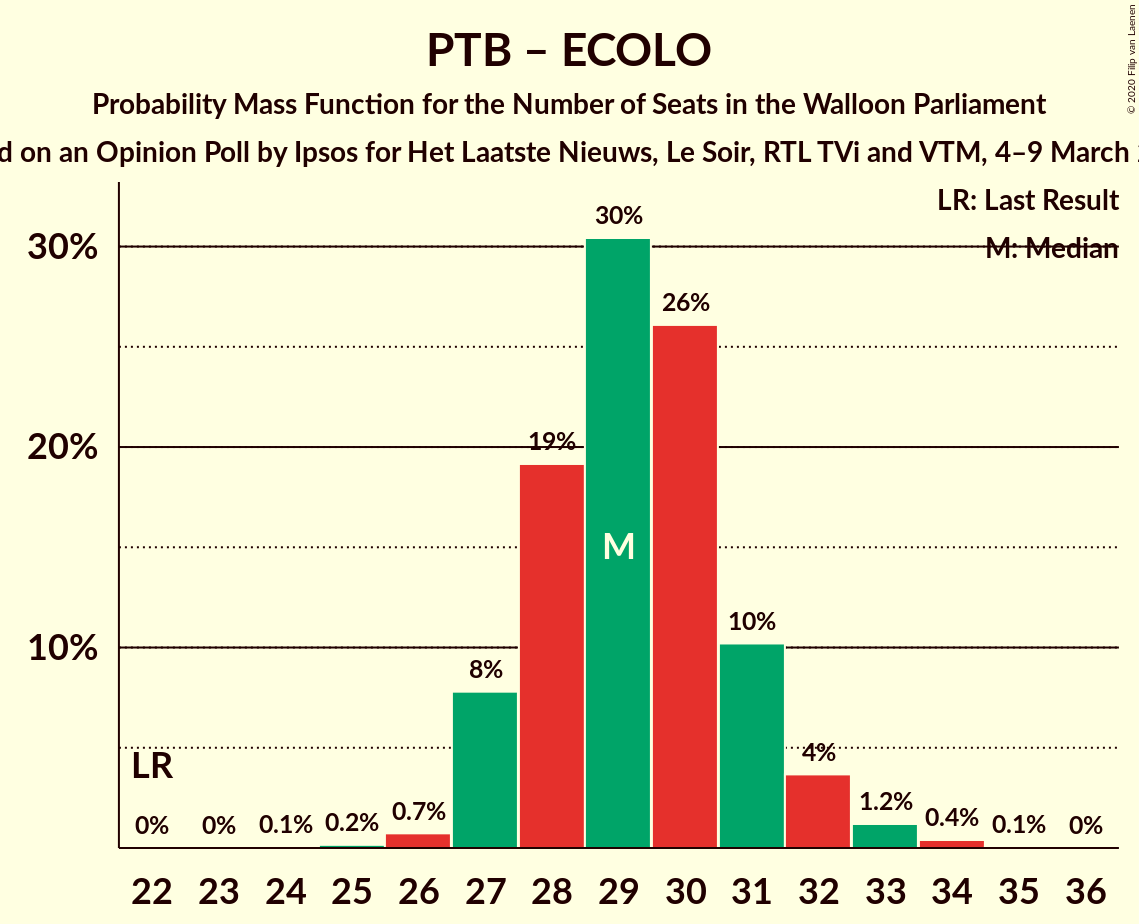 PTB – ECOLO
Probability Mass Function for the Number of Seats in the Walloon Parliament
on an Opinion Poll by Ipsos for Het Laatste Nieuws, Le Soir, RTL TVi and VTM, 4–9 March
© 2020 Filip van Laenen
LR: Last Result
M: Median
30%
20%
10%
LR
M
0% 0% 0.1% 0.2% 0.7% 8% 19% 30% 26% 10% 4% 1.2% 0.4% 0.1% 0%
22 23 24 25 26 27 28 29 30 31 32 33 34 35 36